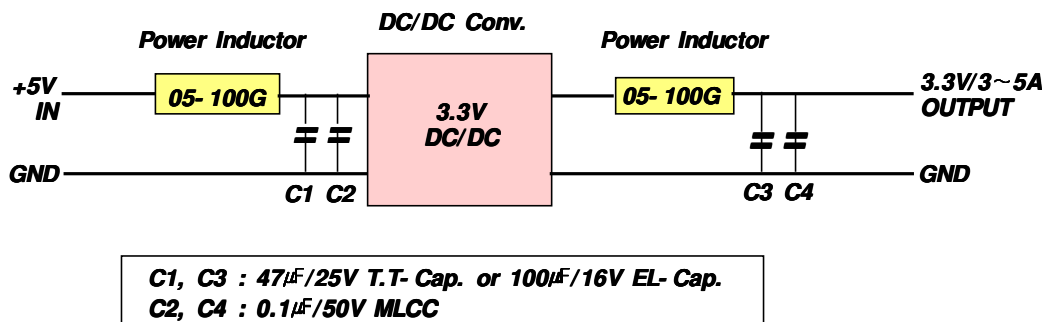 DC/DC Conv.
Power Inductor
Power Inductor
+5V
IN
05-100G
3.3V
DC/DC
05-100G
3.3V/3~5A
OUTPUT
GND
C1 C2
C3 C4
GND
C1, C3 : 47㎌/25V T.T-Cap. or 100㎌/16V EL-Cap.
C2, C4 : 0.1㎌/50V MLCC